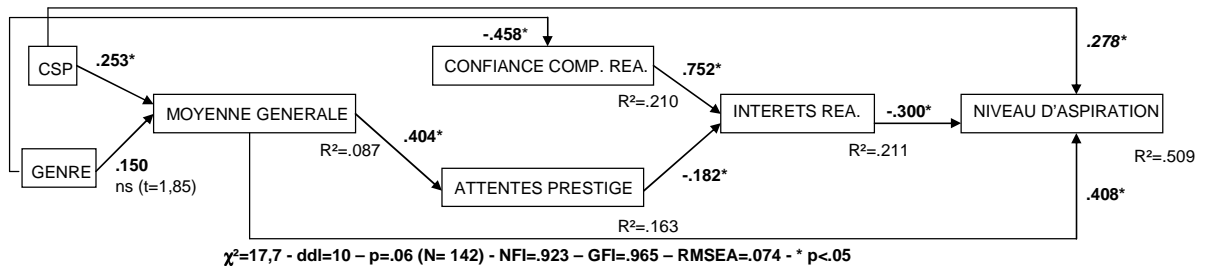 -.458*
.278*
CSP
.253*
CONFIANCE COMP. REA.
.752*
R²=.210
MOYENNE GENERALE
R²=.087
INTERETS REA.
R²=.211
-.300*
NIVEAU D'ASPIRATION
R²=.509
.404*
GENRE
.150
ns (t=1,85)
ATTENTES PRESTIGE
R²=.163
-.182*
.408*
χ²=17,7 - ddl=10 – p=.06 (N= 142) - NFI=.923 – GFI=.965 – RMSEA=.074 - * p<.05